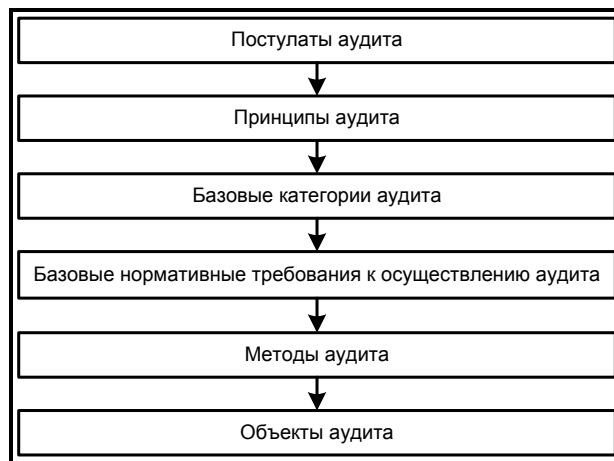 Постулаты аудита
Принципы аудита
Базовые категории аудита
Базовые нормативные требования к осуществлению аудита
Методы аудита
Объекты аудита